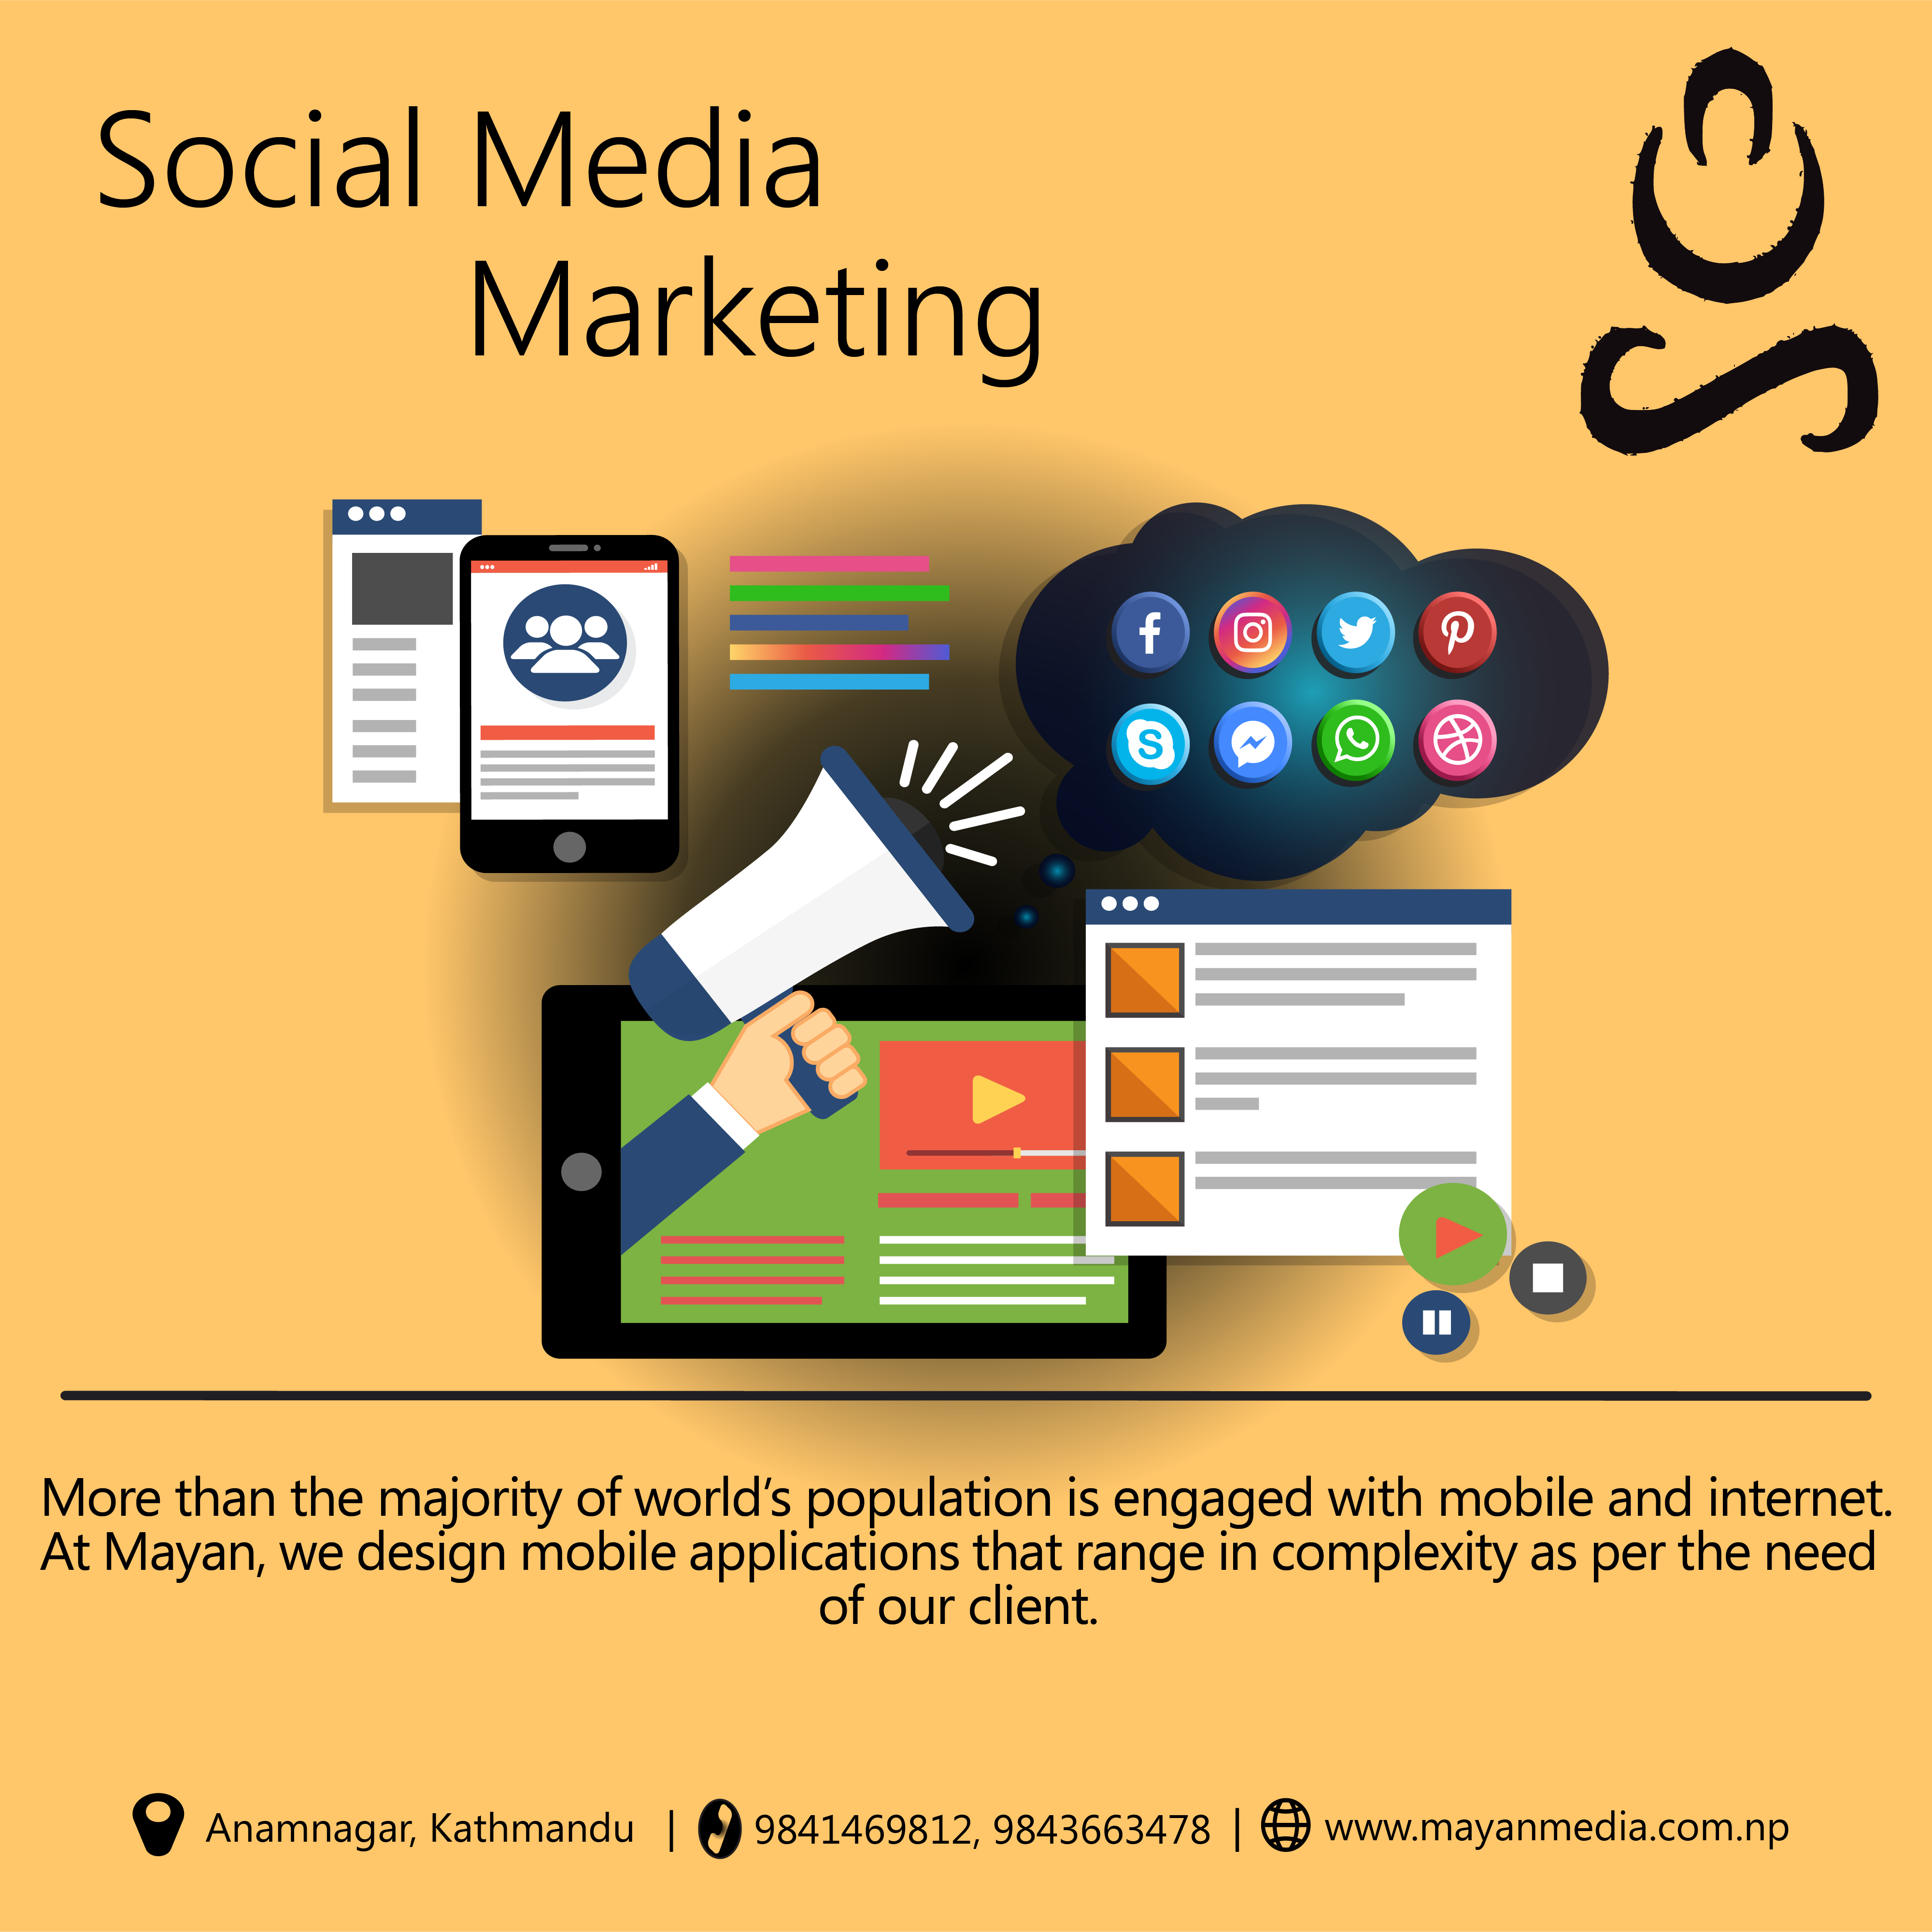 Social Media
Marketing
More than the majority of world’s population is engaged with mobile and internet.
At Mayan, we design mobile applications that range in complexity as per the need
of our client.
Anamnagar, Kathmandu | 9841469812, 9843663478 | www.mayanmedia.com.np